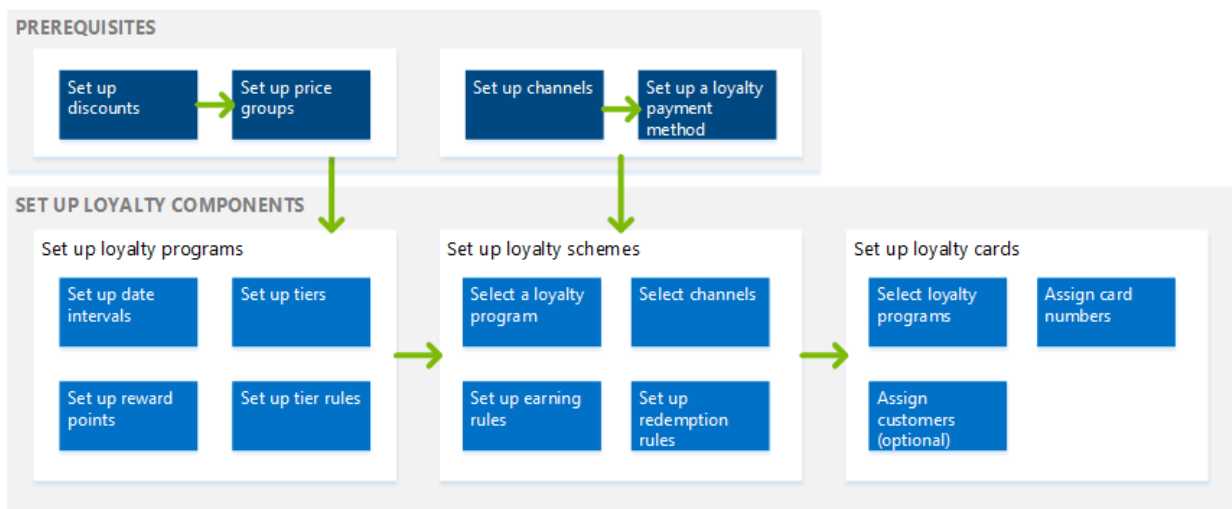 PREREQUISITES
Set up
discounts
Set up price
groups
Set up channels
Set up a loyalty
payment
method
SET UP LOYALTY COMPONENTS
Set up loyalty programs
Set up date
intervals
Set up tiers
Set up reward
points
Set up tier rules
Set up loyalty schemes
Select a loyalty
program
Select channels
Set up earning
rules
Set up
redemption
rules
Set up loyalty cards
Select loyalty
programs
Assign card
numbers
Assign
customers
(optional)